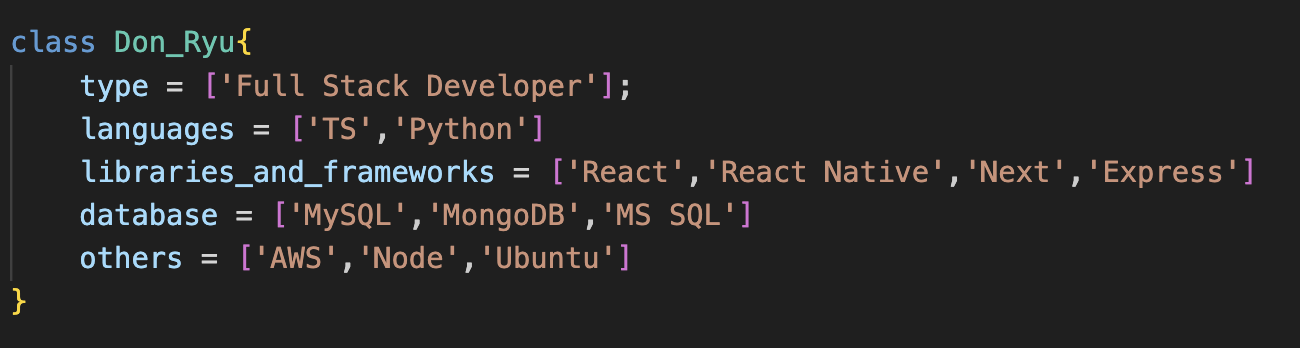 class Don_Ryu{
    type = ['Full Stack Developer'];
    languages = ['TS','Python']
    libraries_and_frameworks = ['React','React Native','Next','Express']
    database = ['MySQL','MongoDB','MS SQL']
    others = ['AWS','Node','Ubuntu']
}